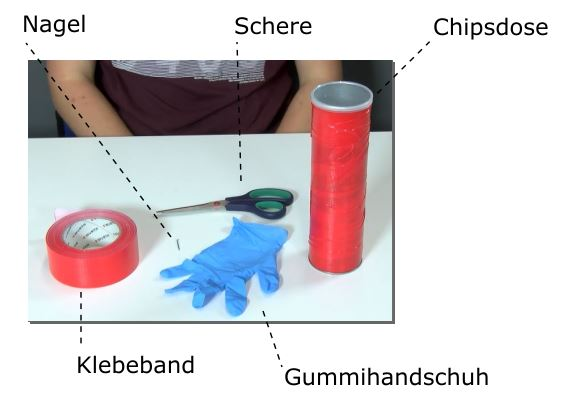 Nagel
Schere
Chipsdose
Klebeband
Gummihandschuh